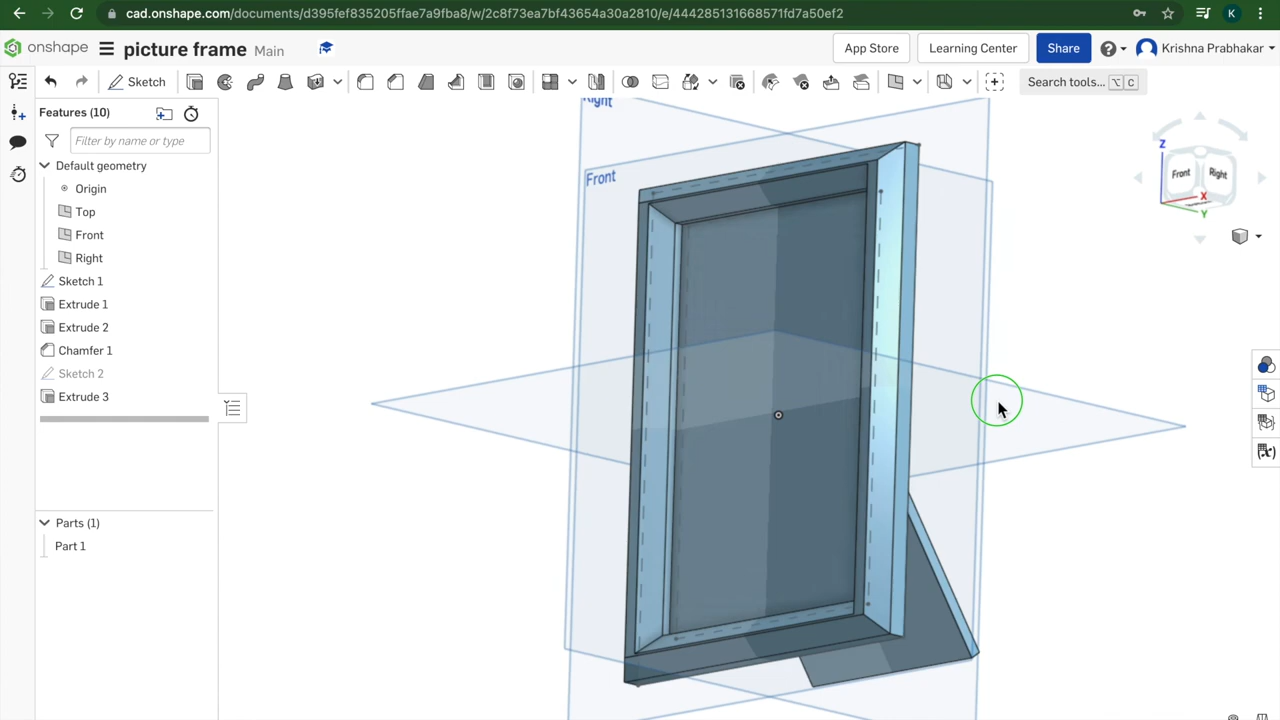 cad.onshape.com/documents/d395fef835205ffae7a9fba8/w/2c8f73ea7bf43654a30a2810/e/444285131668571fd7a50ef2
K
onshape
picture frame Main
App Store
Learning Center
Share
Krishna Prabhakar
Sketch
Search tools... ⌥ C
Features (10)
Filter by name or type
Default geometry
Origin
Top
Front
Right
Sketch 1
Extrude 1
Extrude 2
Chamfer 1
Sketch 2
Extrude 3
Parts (1)
Part 1
Right
Front
Z
Front
Right
X
Y
(x)